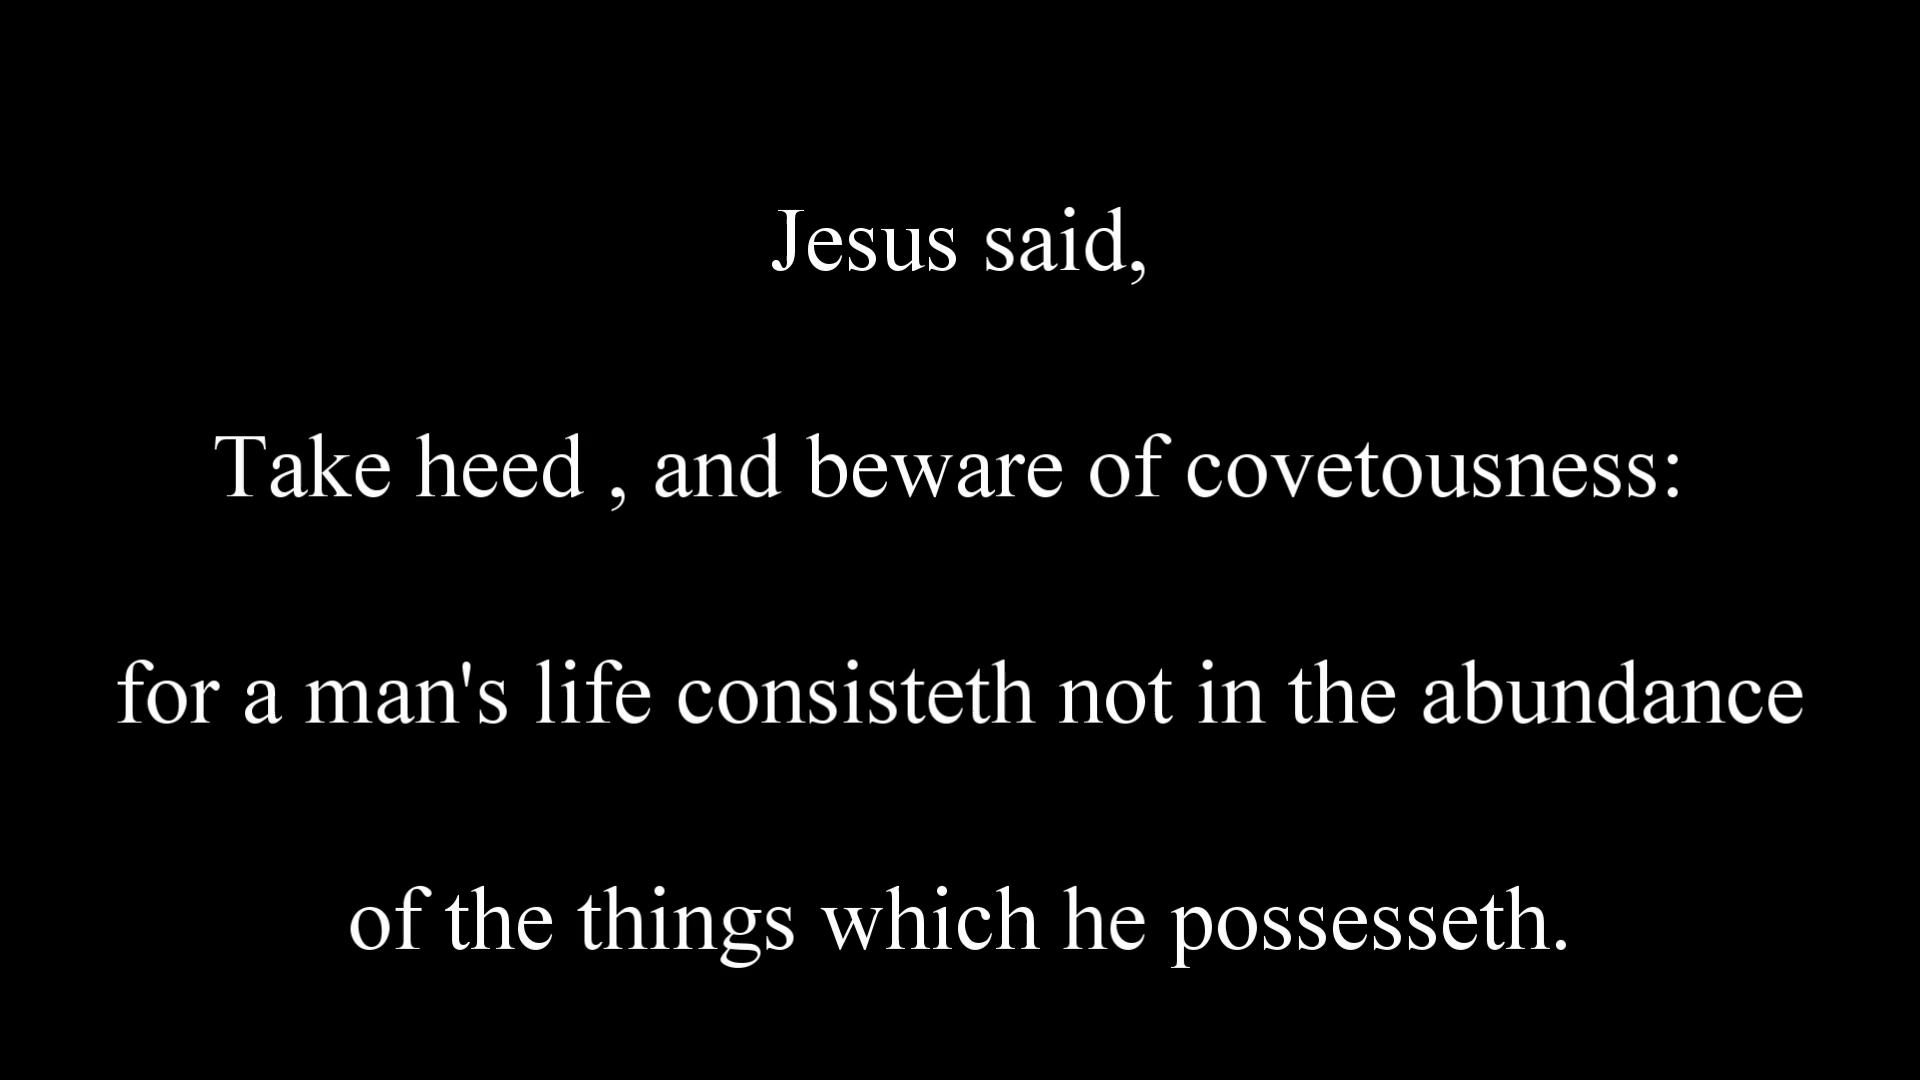 Jesus said,
Take heed , and beware of covetousness:
for a man's life consisteth not in the abundance
of the things which he possesseth.